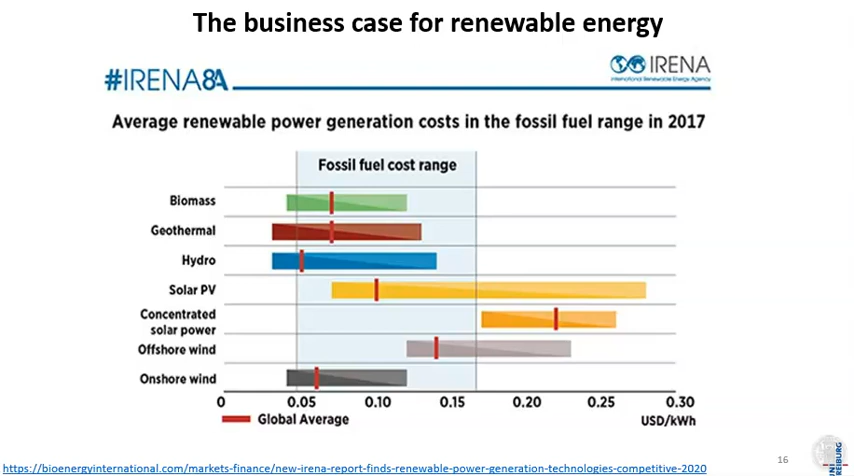 The business case for renewable energy
#IRENA8A
IRENA
International Renewable Energy Agency
Average renewable power generation costs in the fossil fuel range in 2017
Fossil fuel cost range
Biomass
Geothermal
Hydro
Solar PV
Concentrated
solar power
Offshore wind
Onshore wind
0 0.05 0.10 0.15 0.20 0.25 0.30
Global Average
USD/kWh
16
https://bioenergyinternational.com/markets-finance/new-irena-report-finds-renewable-power-generation-technologies-competitive-2020